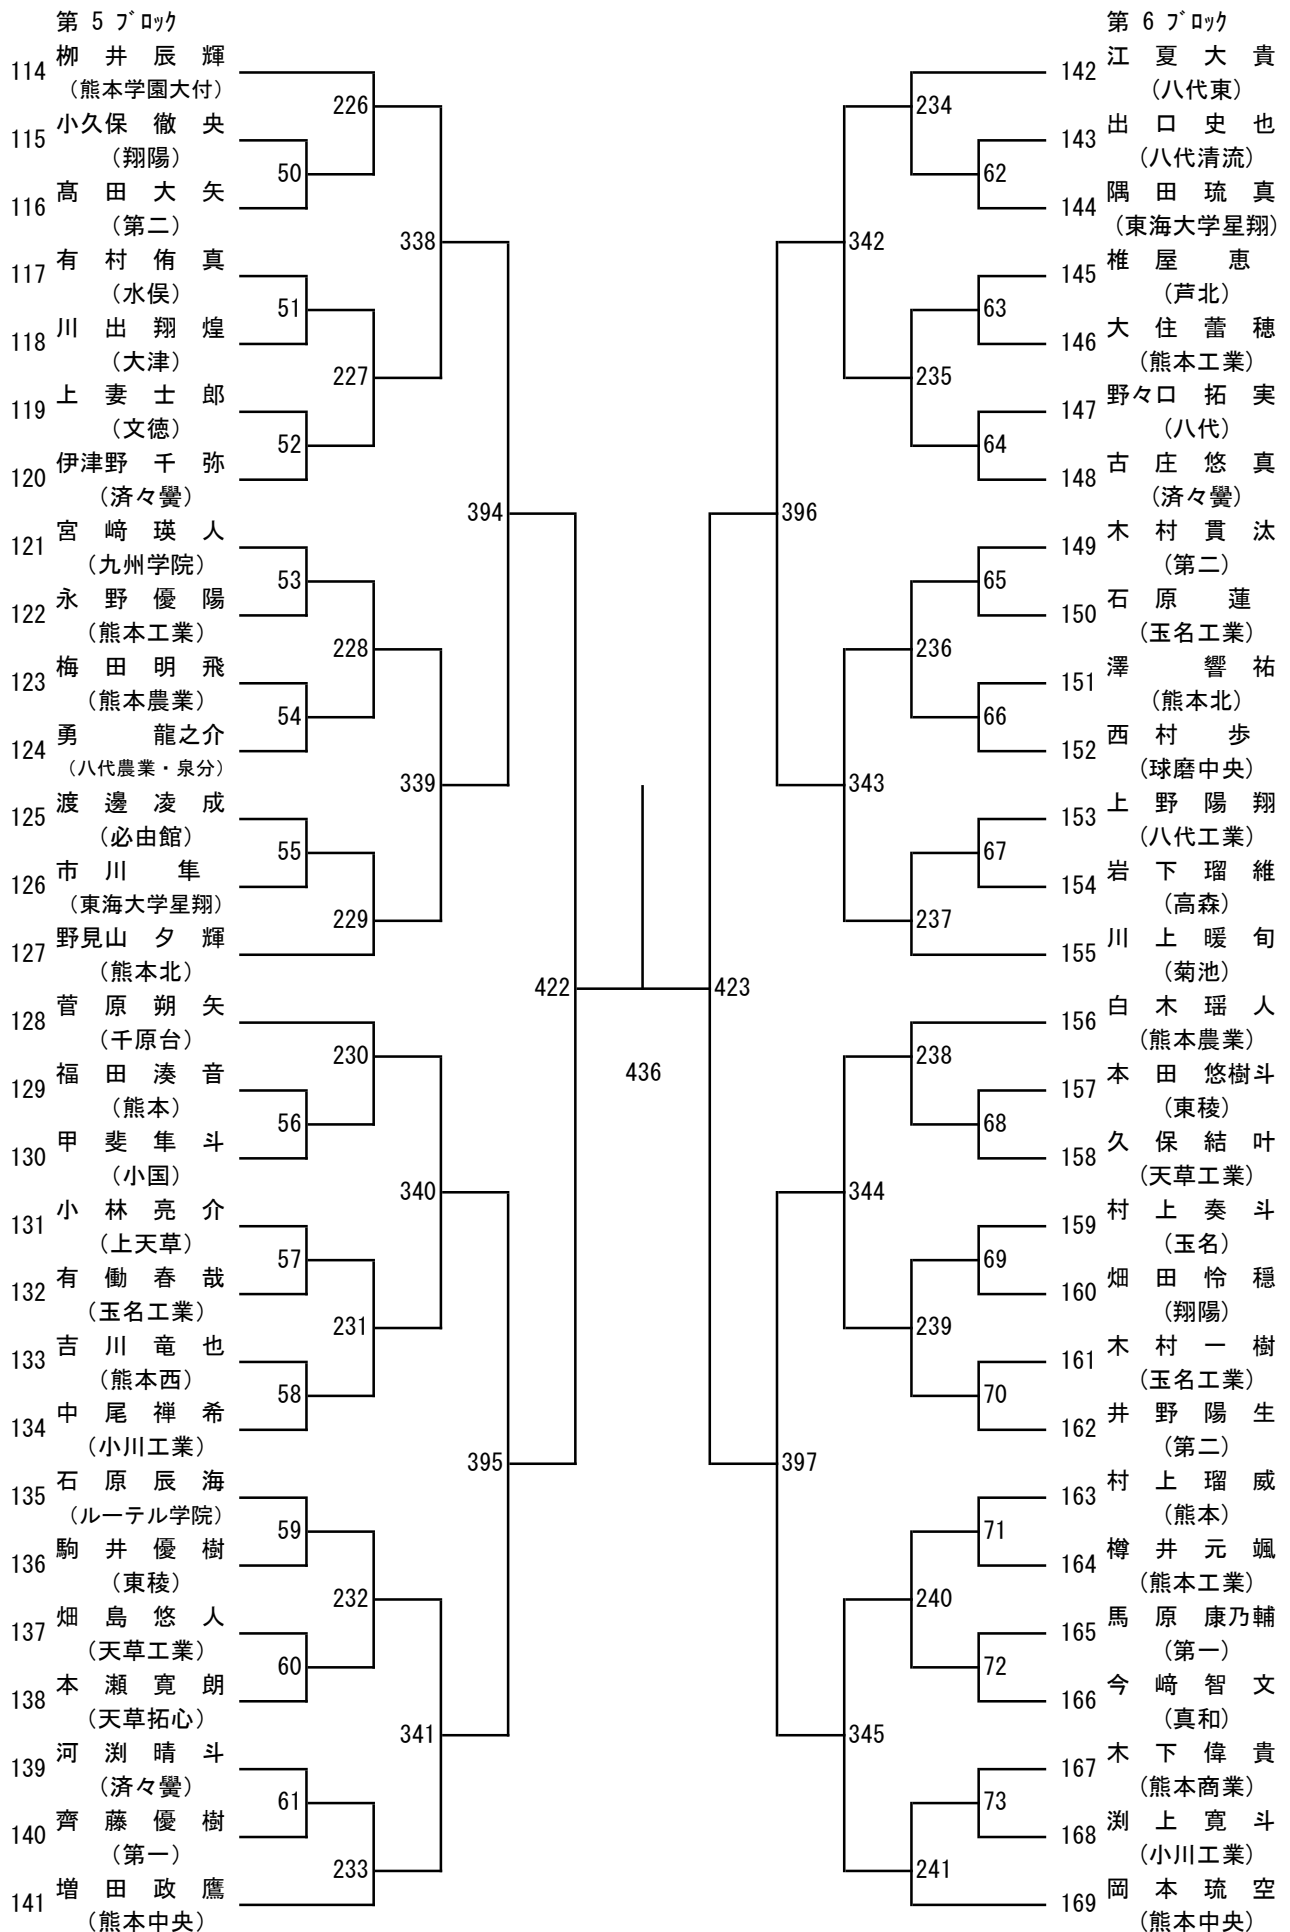 第 5 ブロック
114 栁 井 辰 輝
(熊本学園大付)
115 小久保 徹 央
(翔陽)
116 髙 田 大 矢
(第二)
117 有 村 侑 真
(水俣)
118 川 出 翔 煌
(大津)
119 上 妻 士 郎
(文徳)
120 伊津野 千 弥
(済々黌)
121 宮 﨑 瑛 人
(九州学院)
122 永 野 優 陽
(熊本工業)
123 梅 田 明 飛
(熊本農業)
124 勇 龍之介
(八代農業・泉分)
125 渡 邊 凌 成
(必由館)
126 市 川 隼
(東海大学星翔)
127 野見山 夕 輝
(熊本北)
128 菅 原 朔 矢
(千原台)
129 福 田 湊 音
(熊本)
130 甲 斐 隼 斗
(小国)
131 小 林 亮 介
(上天草)
132 有 働 春 哉
(玉名工業)
133 吉 川 竜 也
(熊本西)
134 中 尾 禅 希
(小川工業)
135 石 原 辰 海
(ルーテル学院)
136 駒 井 優 樹
(東稜)
137 畑 島 悠 人
(天草工業)
138 本 瀬 寛 朗
(天草拓心)
139 河 渕 晴 斗
(済々黌)
140 齊 藤 優 樹
(第一)
141 増 田 政 鷹
(熊本中央)
50
51
52
53
54
55
56
57
58
59
60
61
226
227
228
229
230
231
232
233
338
339
340
341
394
395
422
436
423
396
397
342
343
344
345
234
235
236
237
238
239
240
241
62
63
64
65
66
67
68
69
70
71
72
73
第 6 ブロック
142 江 夏 大 貴
(八代東)
143 出 口 史 也
(八代清流)
144 隅 田 琉 真
(東海大学星翔)
145 椎 屋 恵
(芦北)
146 大 住 蕾 穂
(熊本工業)
147 野々口 拓 実
(八代)
148 古 庄 悠 真
(済々黌)
149 木 村 貫 汰
(第二)
150 石 原 蓮
(玉名工業)
151 澤 響 祐
(熊本北)
152 西 村 歩
(球磨中央)
153 上 野 陽 翔
(八代工業)
154 岩 下 瑠 維
(高森)
155 川 上 暖 旬
(菊池)
156 白 木 瑶 人
(熊本農業)
157 本 田 悠樹斗
(東稜)
158 久 保 結 叶
(天草工業)
159 村 上 奏 斗
(玉名)
160 畑 田 怜 穏
(翔陽)
161 木 村 一 樹
(玉名工業)
162 井 野 陽 生
(第二)
163 村 上 瑠 威
(熊本)
164 樽 井 元 颯
(熊本工業)
165 馬 原 康乃輔
(第一)
166 今 﨑 智 文
(真和)
167 木 下 偉 貴
(熊本商業)
168 渕 上 寛 斗
(小川工業)
169 岡 本 琉 空
(熊本中央)